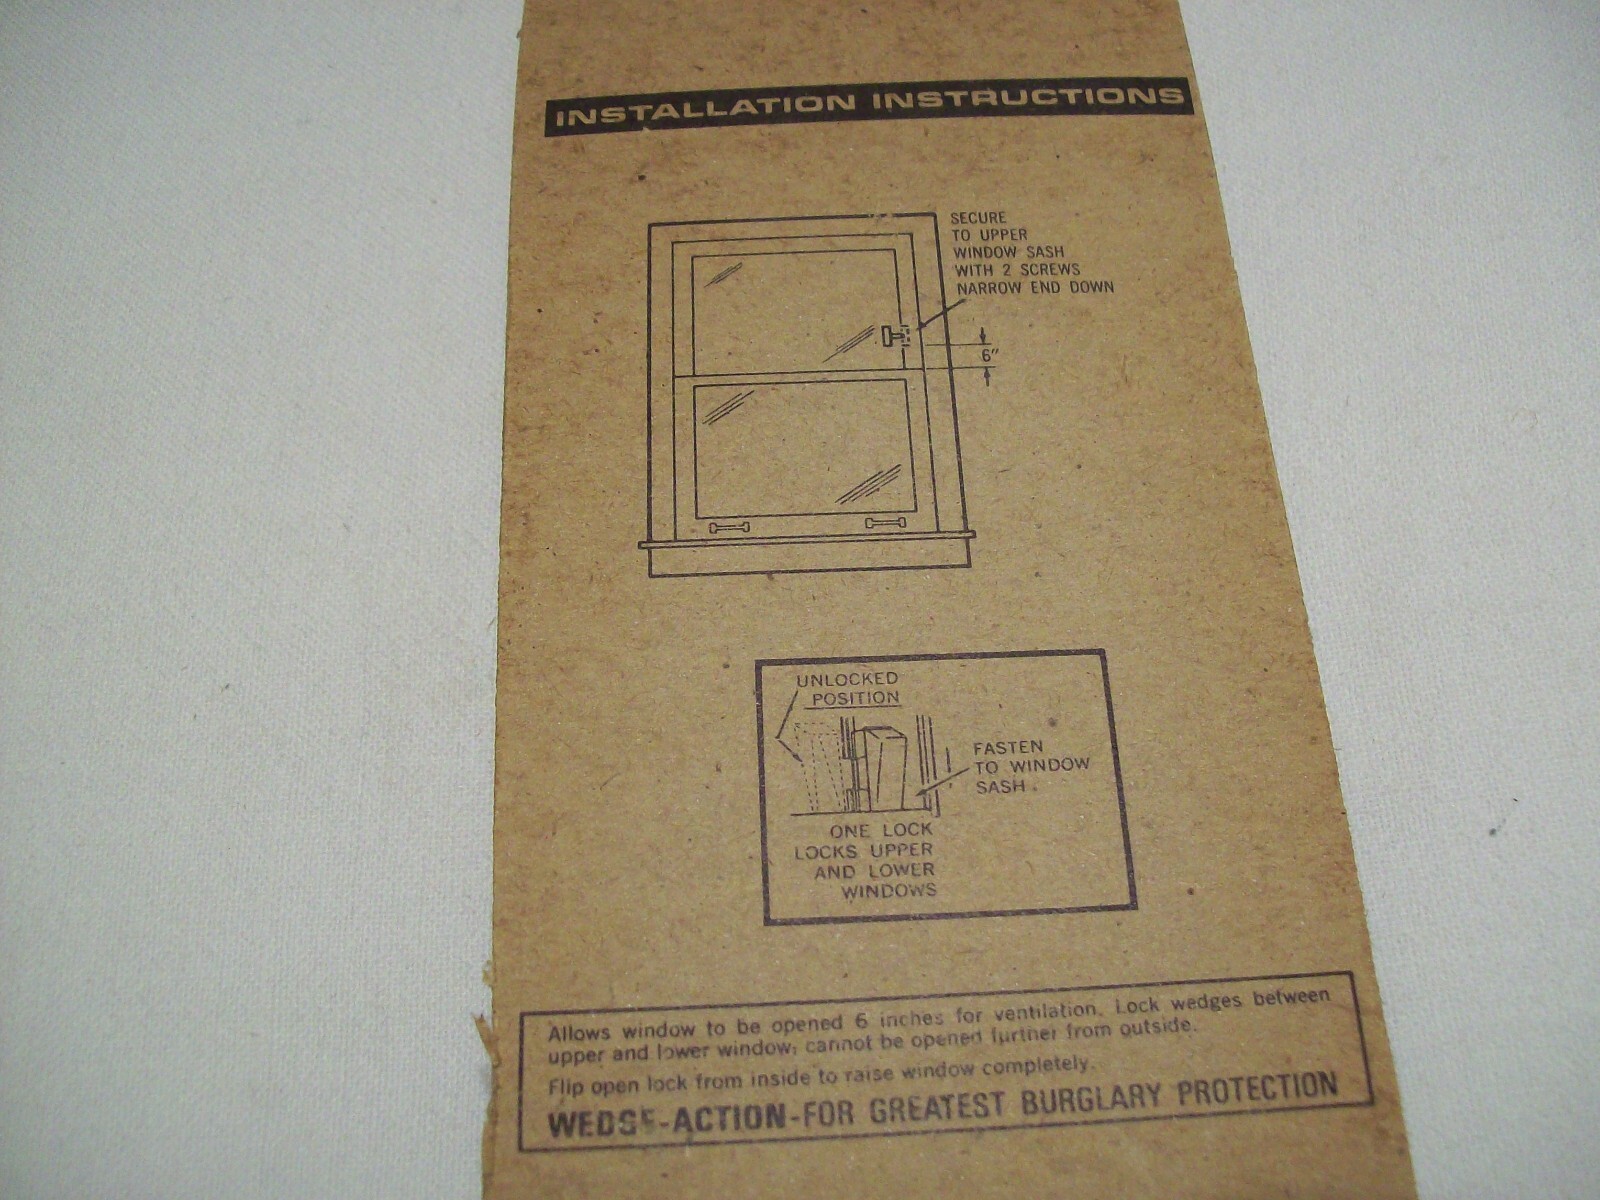 INSTALLATION INSTRUCTIONS
SECURE
TO UPPER
WINDOW SASH
WITH 2 SCREWS
NARROW END DOWN
6"
UNLOCKED
POSITION
FASTEN
TO WINDOW
SASH.
ONE LOCK
LOCKS UPPER
AND LOWER
WINDOWS
Allows window to be opened 6 inches for ventilation. Lock wedges between
upper and lower window; cannot be opened further from outside.
Flip open lock from inside to raise window completely.
WEDGE-ACTION-FOR GREATEST BURGLARY PROTECTION